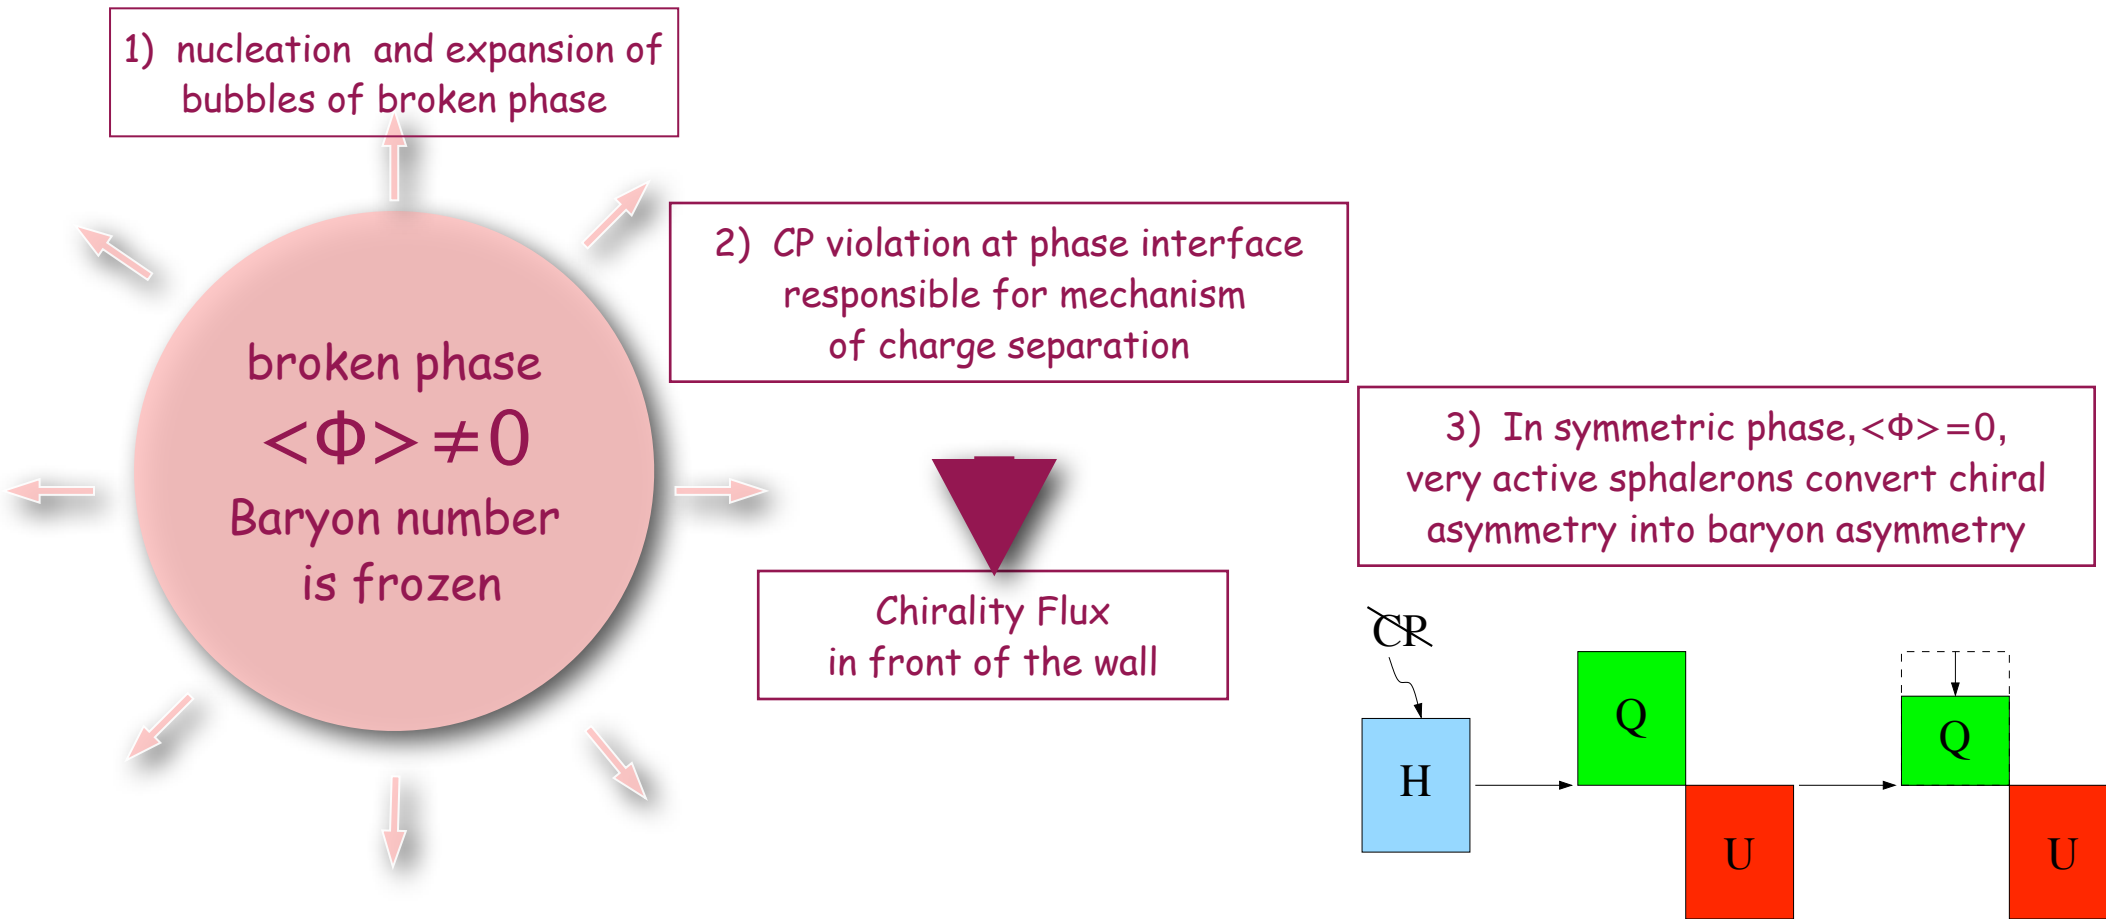 1) nucleation and expansion of
bubbles of broken phase
2) CP violation at phase interface
responsible for mechanism
of charge separation
broken phase
<Φ> ≠0
Baryon number
is frozen
3) In symmetric phase,<Φ>=0,
very active sphalerons convert chiral
asymmetry into baryon asymmetry
Chirality Flux
in front of the wall
CP
H
Q
U
Q
U